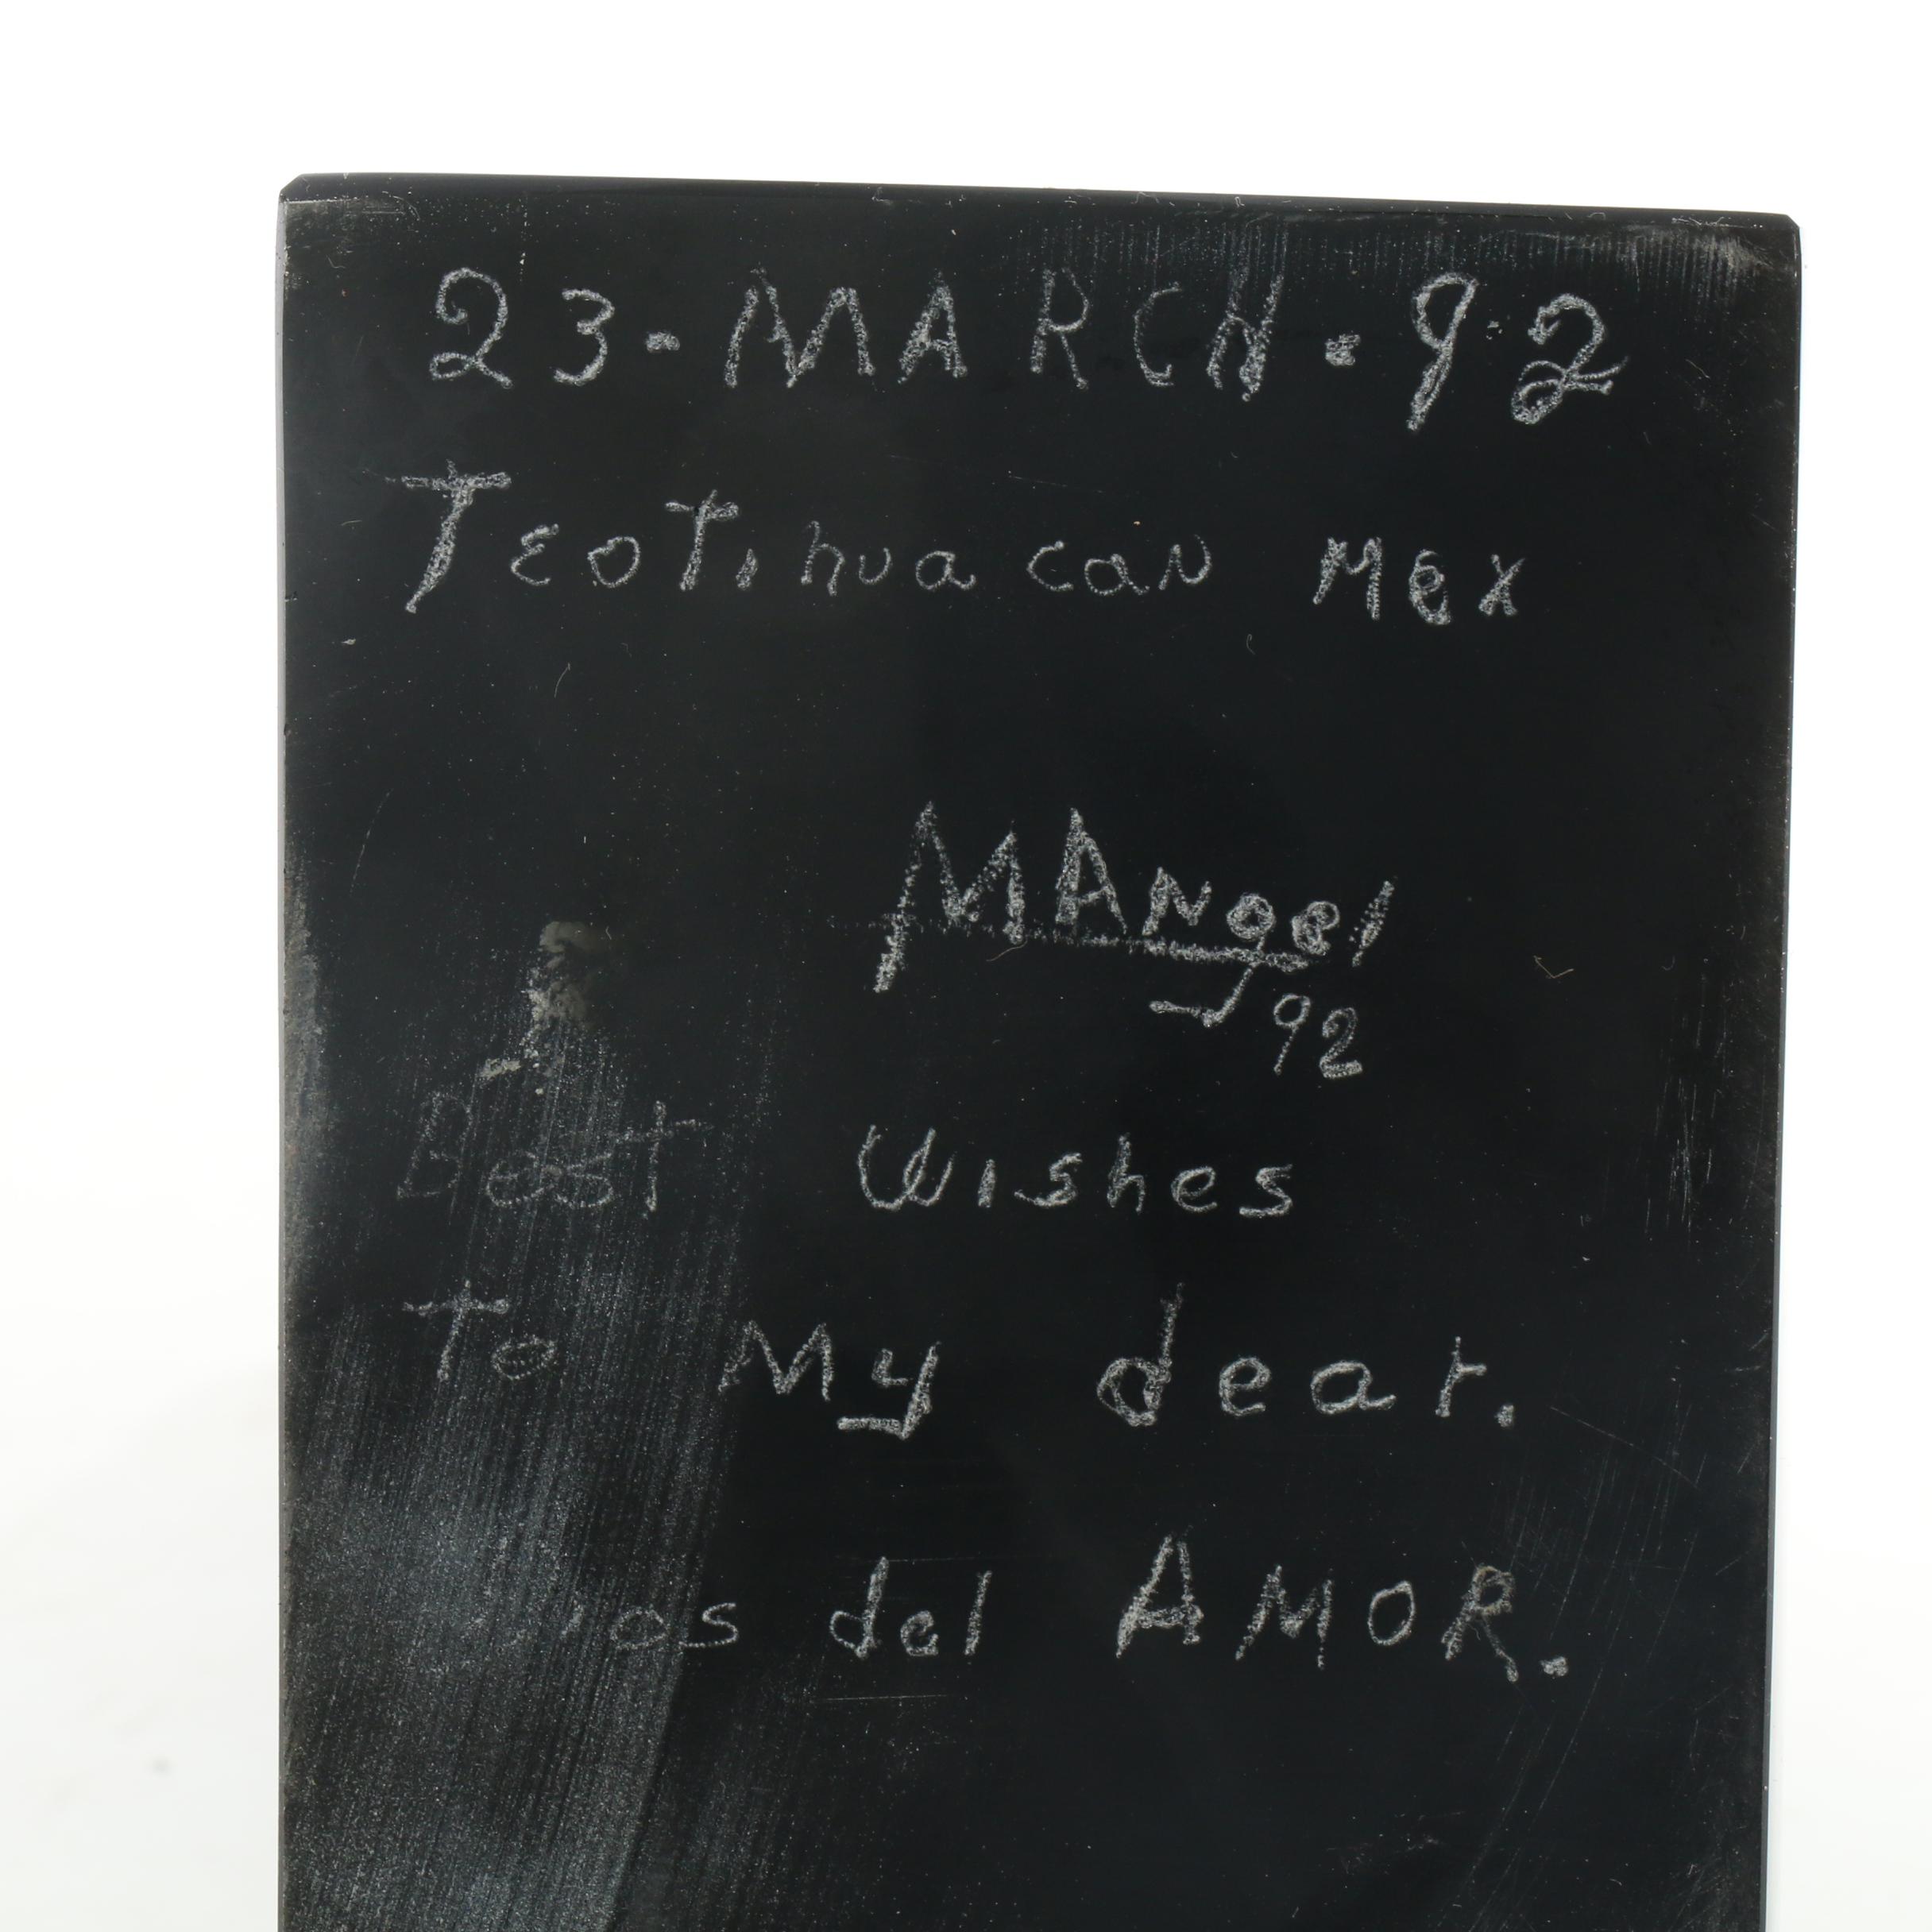 23-MARCH-92
Teotihuacan MEX
MAngel
92
Best Wishes
To My dear.
del AMOR.